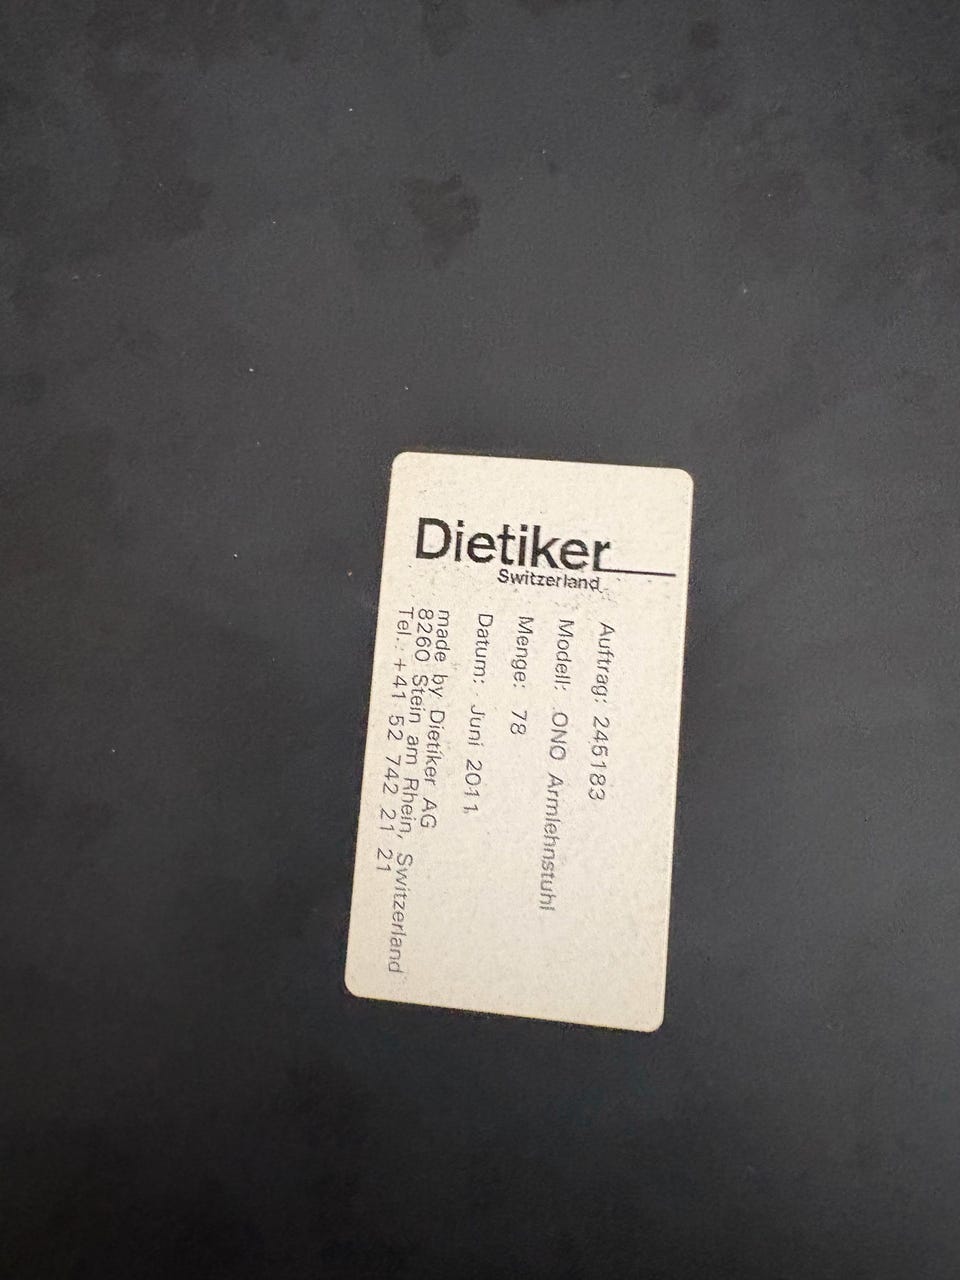 Dietiker
Switzerland
Auftrag: 245183
Modell: ONO Armlehnstuhl
Menge: 78
Datum: Juni 2011
made by Dietiker AG
8260 Stein am Rhein, Switzerland
Tel.: +41 52 742 21 21